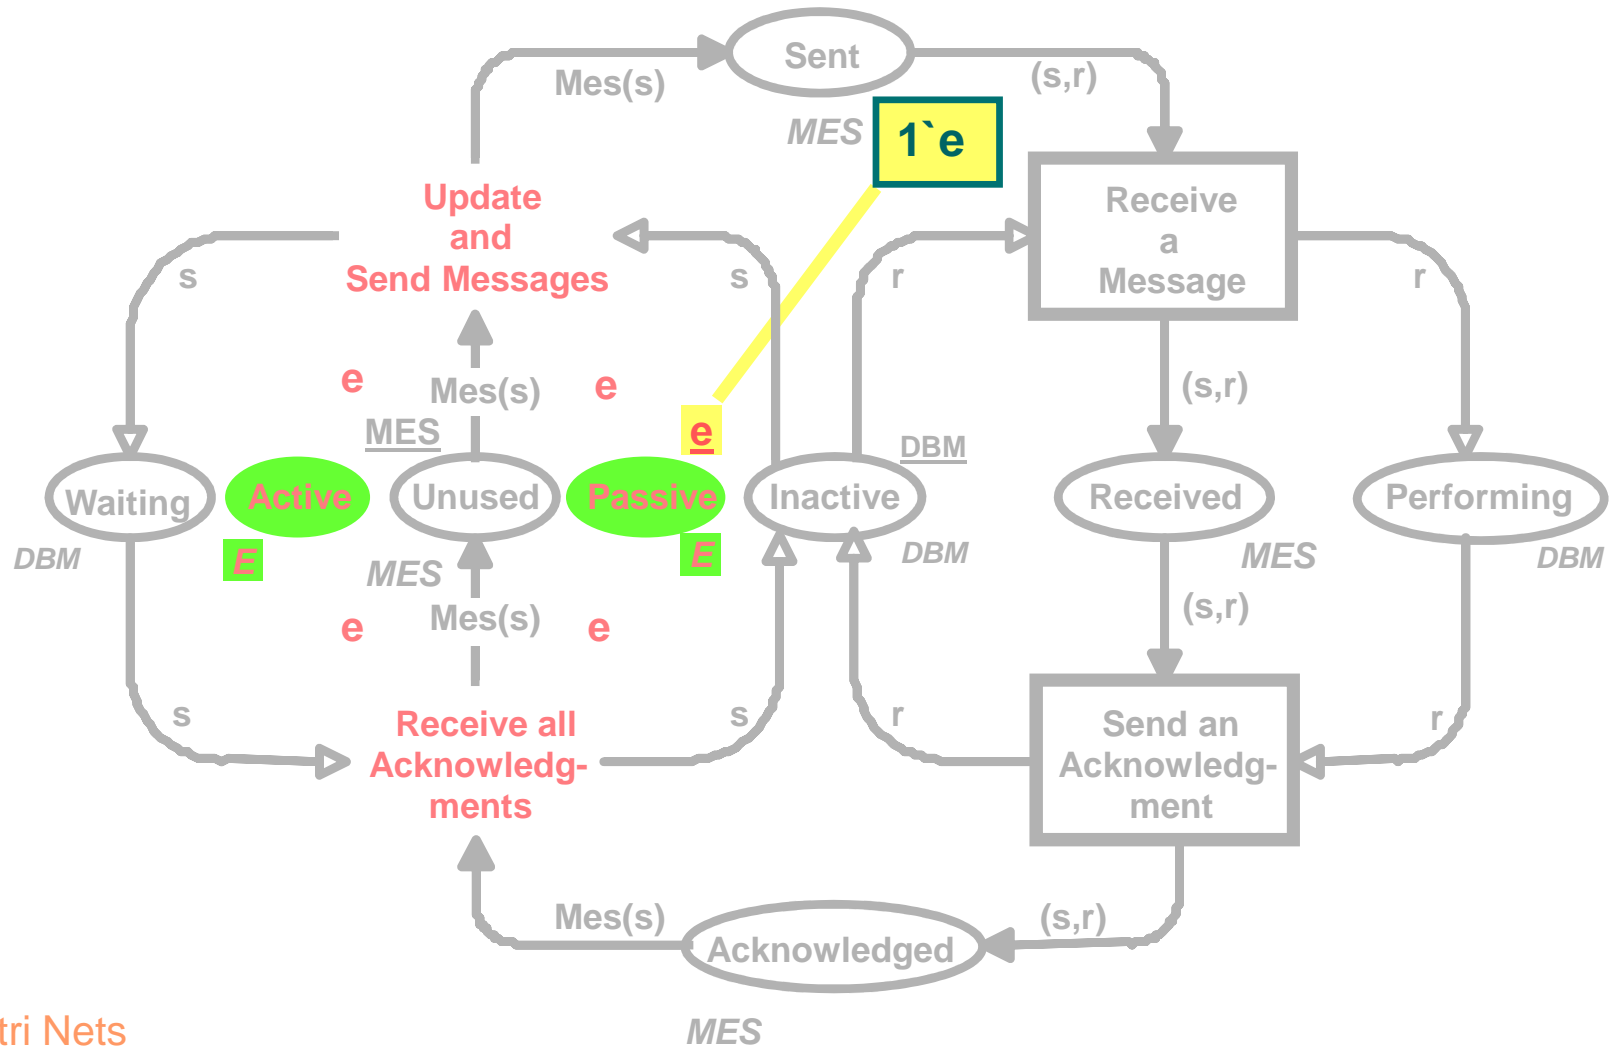 Sent
Mes(s)
(s,r)
MES
1`e
Update
and
Send Messages
Receive
a
Message
s
s
r
r
e
Mes(s)
e
(s,r)
MES
e
DBM
Waiting
Active
Unused
Passive
Inactive
Received
Performing
DBM
E
MES
E
DBM
MES
DBM
e
Mes(s)
e
(s,r)
s
Receive all
Acknowledg-
ments
s
r
Send an
Acknowledg-
ment
r
Mes(s)
Acknowledged
(s,r)
MES
tri Nets